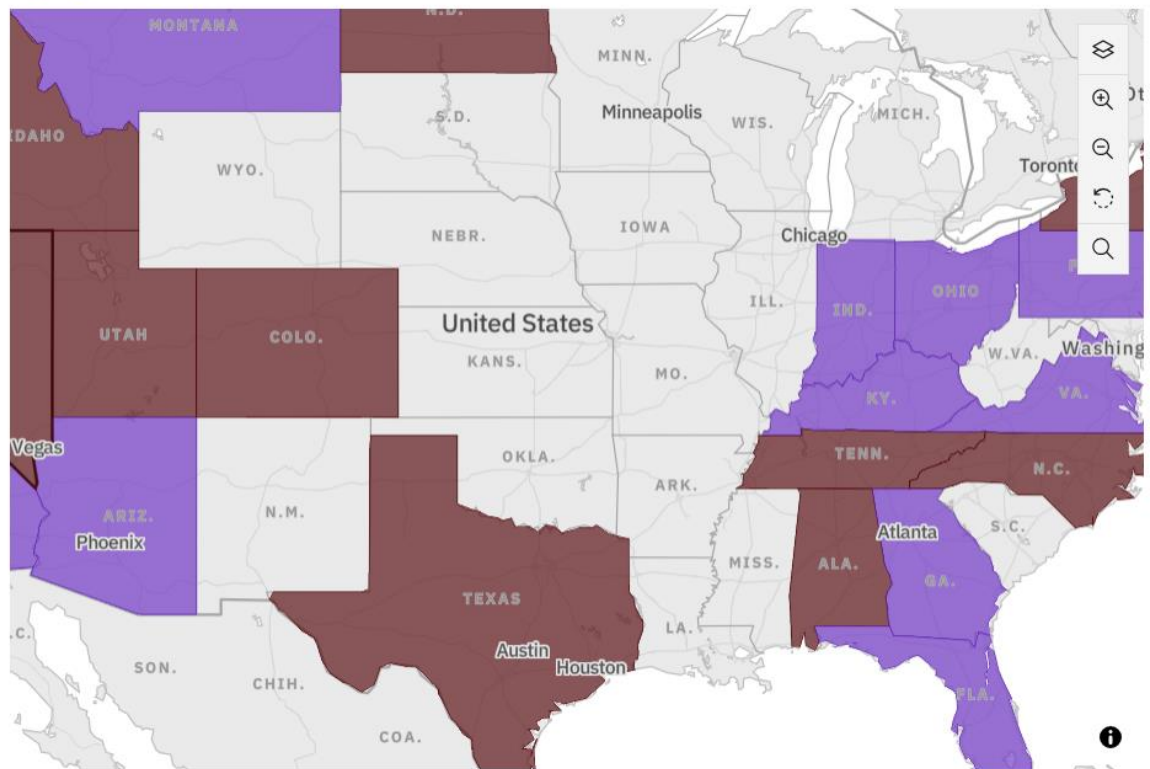 N.D.
MONTANA
MINN.
Minneapolis
WIS.
MICH.
S.D.
IDAHO
WYO.
Toronto
IOWA
NEBR.
Chicago
OHIO
ILL.
IND.
United States
UTAH
COLO.
W.VA.
Washing
KANS.
MO.
KY.
VA.
Vegas
OKLA.
TENN.
N.C.
ARK.
N.M.
ARIZ.
Phoenix
S.C.
Atlanta
MISS.
ALA.
GA.
TEXAS
LA.
Austin
Houston
SON.
CHIH.
FLA.
COA.